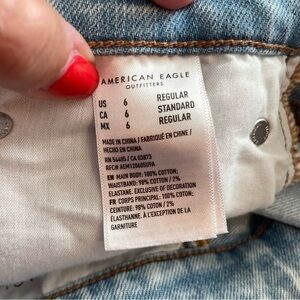 AMERICAN EAGLE
OUTFITTERS
US 6 REGULAR
CA 6 STANDARD
MX 6 REGULAR
MADE IN CHINA / FABRIQUÉ EN CHINE /
HECHO EN CHINA
RN 54485 / CA 03873
RFC# AEM120605UVA
EN MAIN BODY: 100% COTTON;
WAISTBAND: 98% COTTON / 2%
ELASTANE. EXCLUSIVE OF DECORATION
FR CORPS PRINCIPAL: 100% COTON;
CEINTURE: 98% COTON / 2%
ÉLASTHANNE. À L'EXCEPTION DE LA
GARNITURE